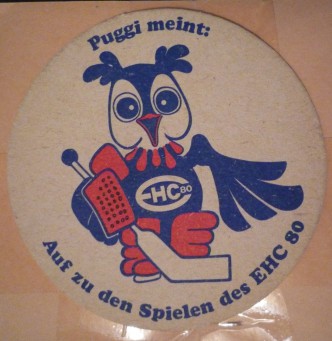 Puggi meint:
EHC 80
Auf zu den Spielen des EHC 80